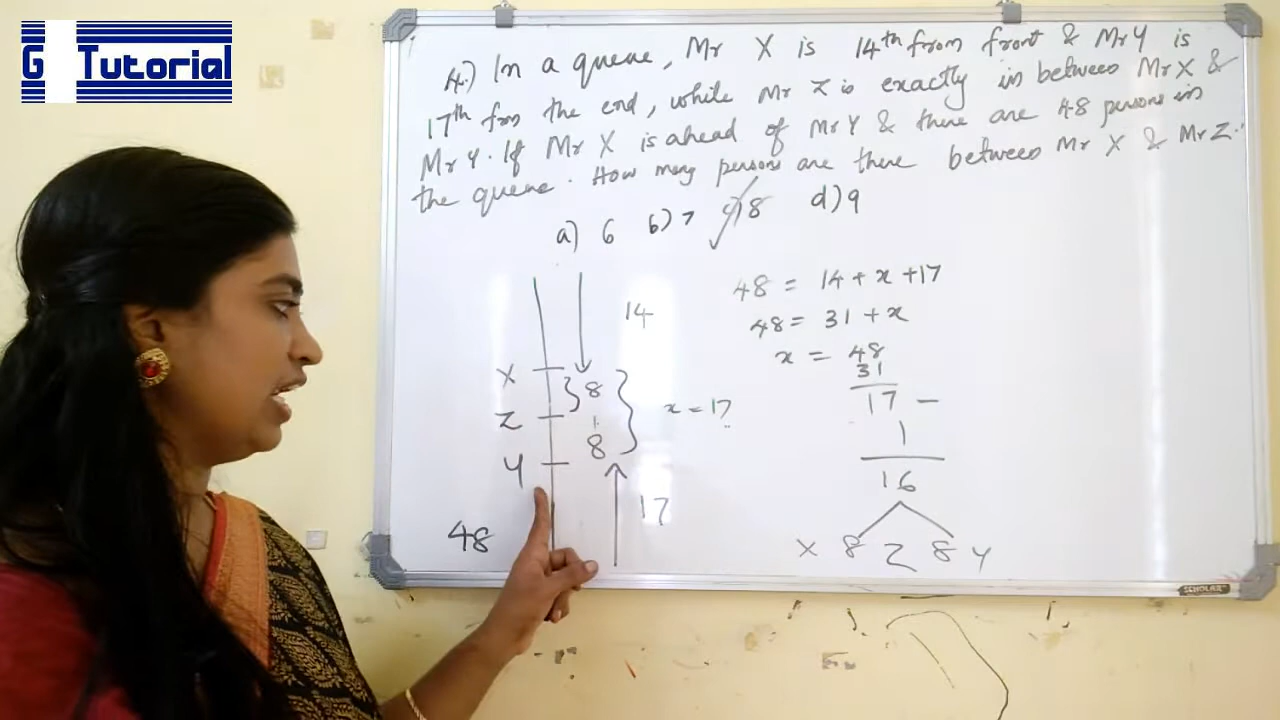 G Tutorial
4.) In a queue, Mr X is 14th from front & Mr Y is
17th from the end, while Mr Z is exactly in between Mr X &
Mr Y. If Mr X is ahead of Mr Y & there are 48 persons in
the queue. How many persons are there between Mr X & Mr Z.
a) 6 b) 7 c) 8 d) 9
14
X
8
Z
1
8
Y
x = 17
17
48
48 = 14 + x + 17
48 = 31 + x
x = 48
31
17 -
1
16
X 8 Z 8 Y
SCHOLAR